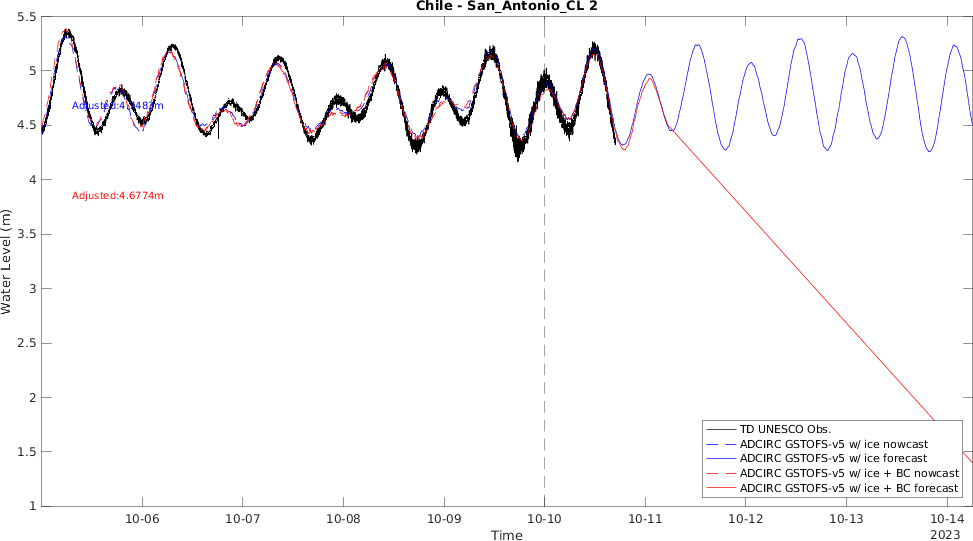 Chile - San_Antonio_CL 2
5.5
5
4.5
4
3.5
3
2.5
2
1.5
1
Water Level (m)
Adjusted:4.6774m
TD UNESCO Obs.
ADCIRC GSTOFS-v5 w/ ice nowcast
ADCIRC GSTOFS-v5 w/ ice forecast
ADCIRC GSTOFS-v5 w/ ice + BC nowcast
ADCIRC GSTOFS-v5 w/ ice + BC forecast
10-06
10-07
10-08
10-09
10-10
10-11
10-12
10-13
10-14
2023
Time